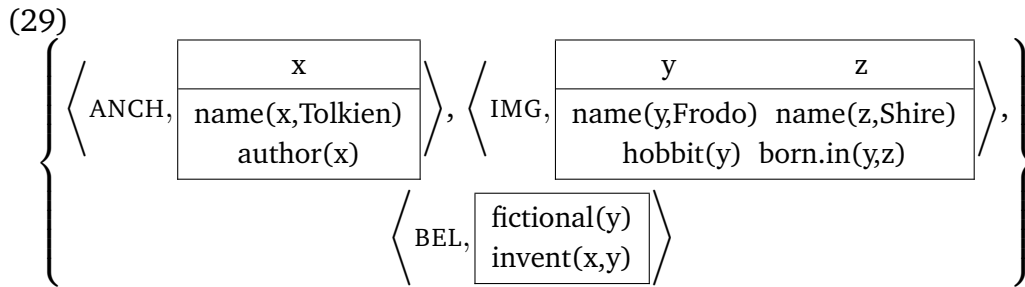 (29)
x y z
⟨ANCH, name(x,Tolkien) ⟩, ⟨IMG, name(y,Frodo) name(z,Shire) ⟩,
author(x) hobbit(y) born.in(y,z)
⟨BEL, fictional(y) ⟩
invent(x,y)